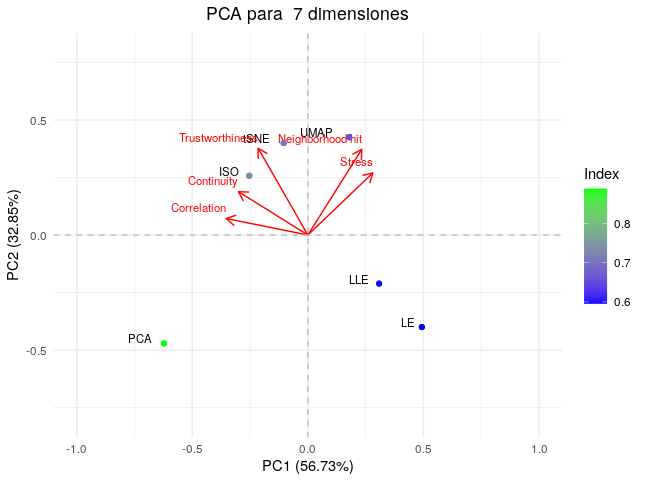 PCA para  7 dimensiones
PC2 (32.85%)
0.5
0.0
-0.5
Trustworthiness
tSNE
Neighborhood hit
UMAP
ISO
Stress
Continuity
Correlation
LLE
LE
PCA
-1.0
-0.5
0.0
0.5
1.0
PC1 (56.73%)
Index
0.8
0.7
0.6